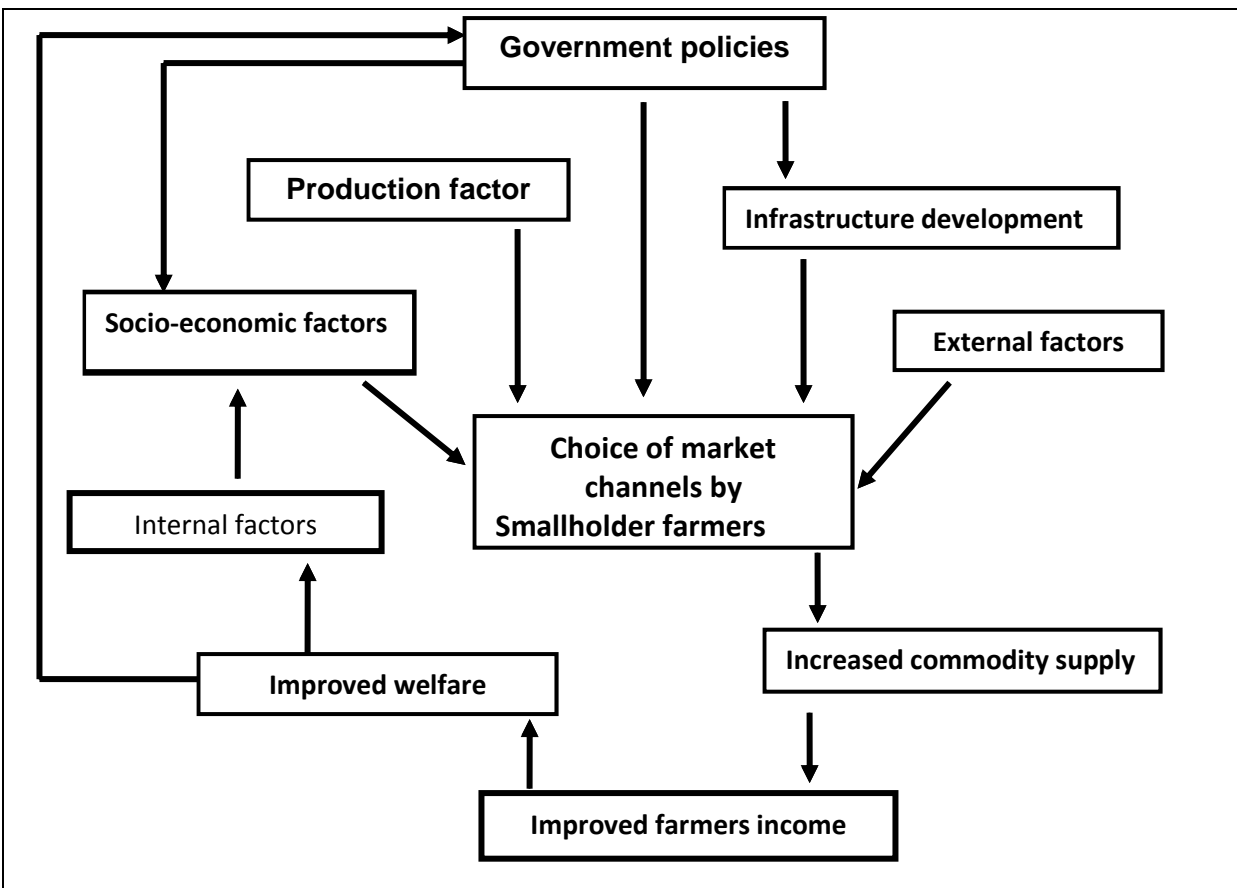 Government policies
Production factor
Infrastructure development
Socio-economic factors
External factors
Choice of market
channels by
Smallholder farmers
Internal factors
Increased commodity supply
Improved welfare
Improved farmers income